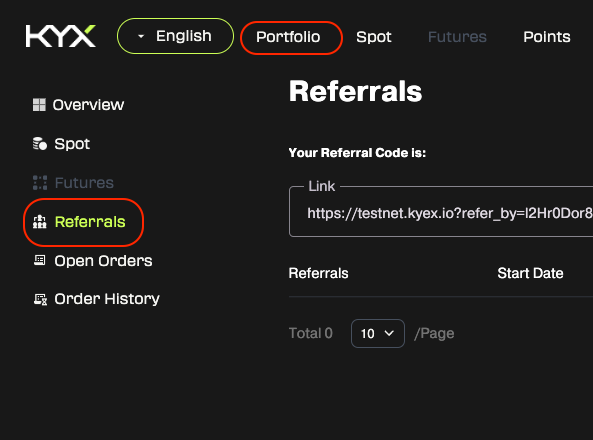 KYX
English
Portfolio
Spot
Futures
Points
Overview
Spot
Futures
Referrals
Open Orders
Order History
Referrals
Your Referral Code is:
Link
https://testnet.kyex.io?refer_by=l2Hr0Dor8
Referrals
Start Date
Total 0
10
/Page